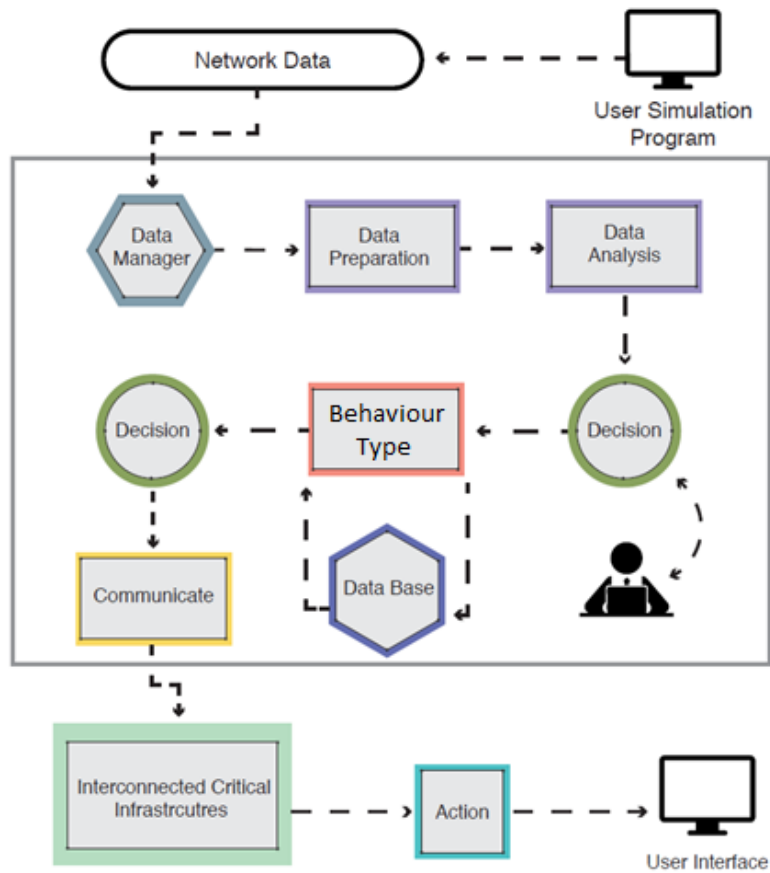 Network Data
User Simulation
Program
Data
Manager
Data
Preparation
Data
Analysis
Decision
Behaviour
Type
Decision
Communicate
Data Base
Interconnected Critical
Infrastrcutres
Action
User Interface